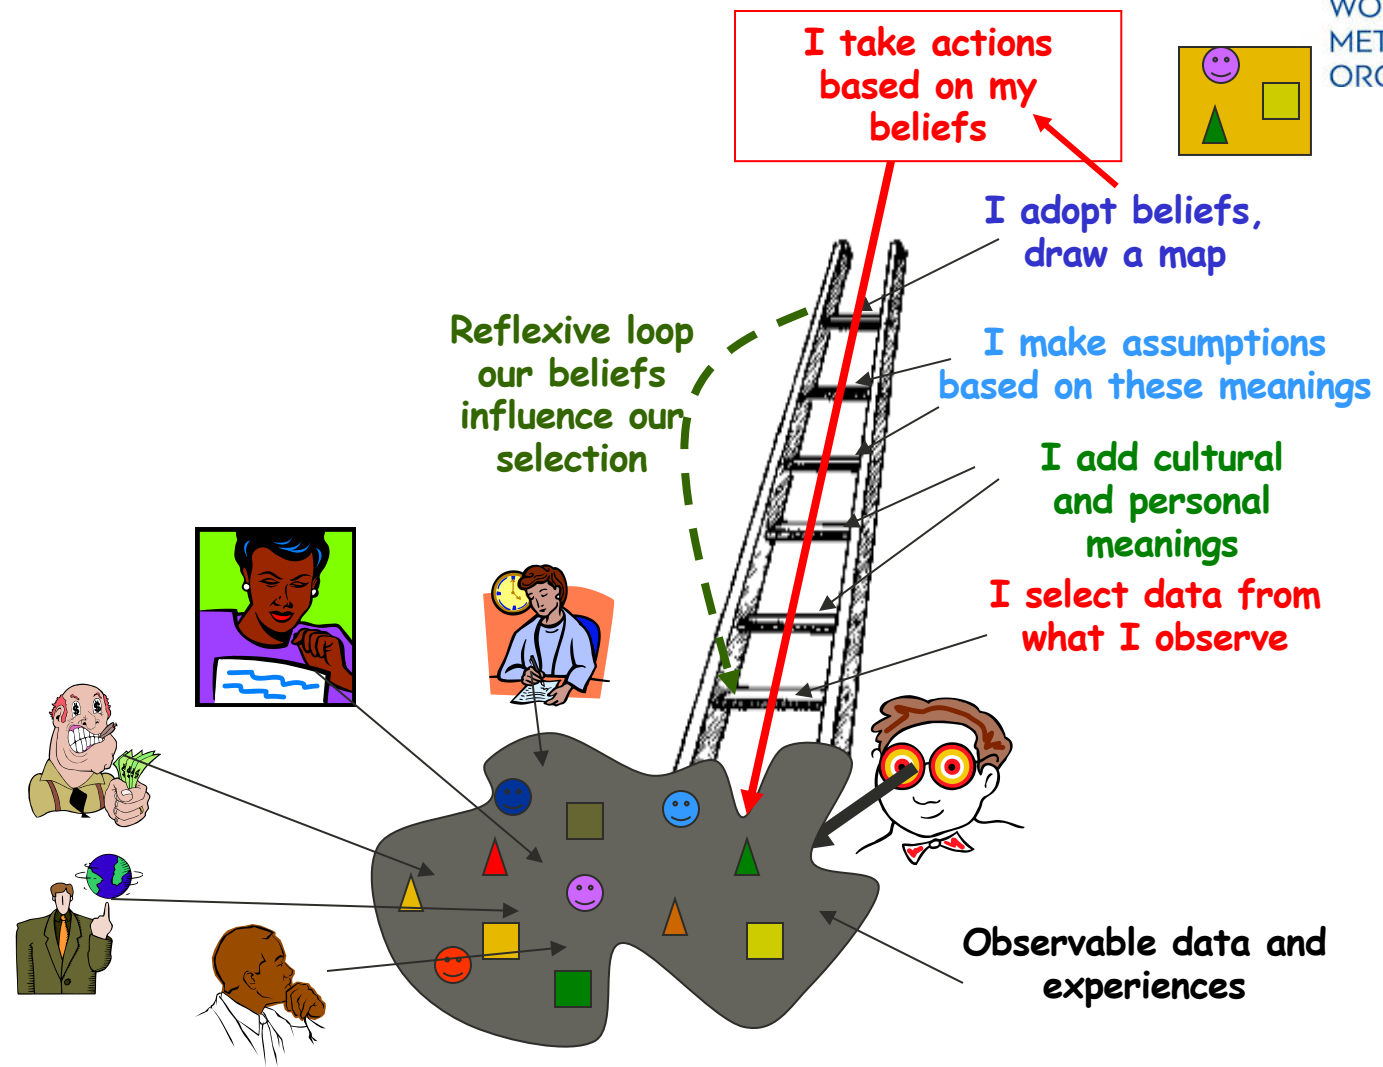 I take actions
based on my
beliefs
I adopt beliefs,
draw a map
Reflexive loop
our beliefs
influence our
selection
I make assumptions
based on these meanings
I add cultural
and personal
meanings
I select data from
what I observe
Observable data and
experiences